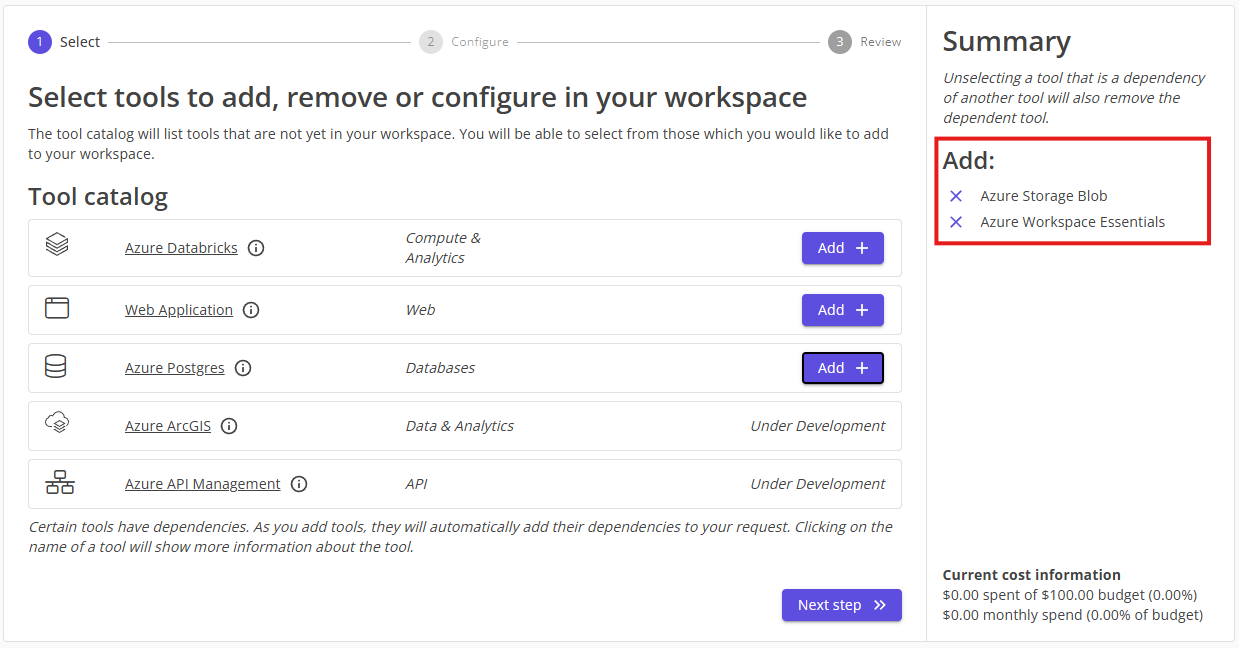 1 Select
2 Configure
3 Review
Select tools to add, remove or configure in your workspace
The tool catalog will list tools that are not yet in your workspace. You will be able to select from those which you would like to add
to your workspace.
Tool catalog
Azure Databricks
Compute &
Analytics
Add +
Web Application
Web
Add +
Azure Postgres
Databases
Add +
Azure ArcGIS
Data & Analytics
Under Development
Azure API Management
API
Under Development
Certain tools have dependencies. As you add tools, they will automatically add their dependencies to your request. Clicking on the
name of a tool will show more information about the tool.
Next step
Summary
Unselecting a tool that is a dependency
of another tool will also remove the
dependent tool.
Add:
Azure Storage Blob
Azure Workspace Essentials
Current cost information
$0.00 spent of $100.00 budget (0.00%)
$0.00 monthly spend (0.00% of budget)